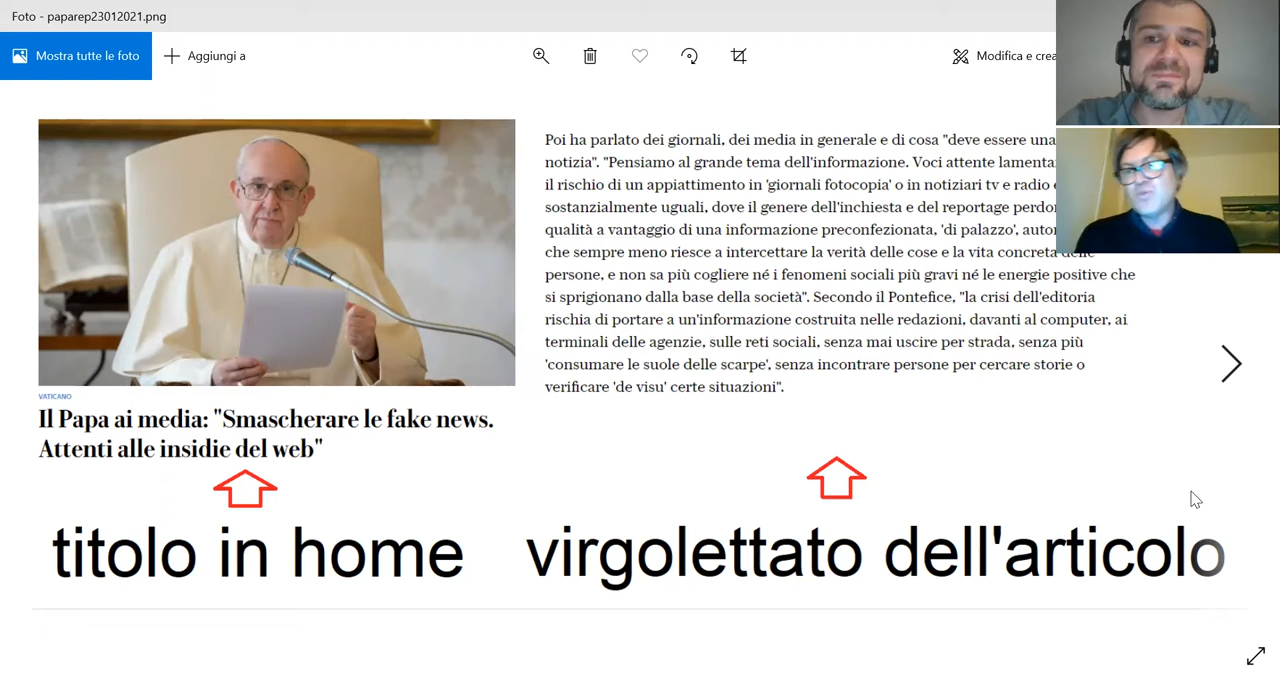 Foto - paparep23012021.png
Mostra tutte le foto
Aggiungi a
Modifica e crea
Poi ha parlato dei giornali, dei media in generale e di cosa "deve essere una
notizia". "Pensiamo al grande tema dell'informazione. Voci attente
il rischio di un appiattimento in 'giornali fotocopia' o in notiziari tv e radio e
sostanzialmente uguali, dove il genere dell'inchiesta e del reportage
qualità a vantaggio di una informazione preconfezionata, 'di palazzo',
che sempre meno riesce a intercettare la verità delle cose e la vita concreta delle
persone, e non sa più cogliere né i fenomeni sociali più gravi né le energie positive che
si sprigionano dalla base della società". Secondo il Pontefice, "la crisi dell'editoria
rischia di portare a un'informazione costruita nelle redazioni, davanti al computer, ai
terminali delle agenzie, sulle reti sociali, senza mai uscire per strada, senza più
'consumare le suole delle scarpe', senza incontrare persone per cercare storie o
verificare 'de visu' certe situazioni".
VATICANO
Il Papa ai media: "Smascherare le fake news.
Attenti alle insidie del web"
titolo in home
virgolettato dell'articolo